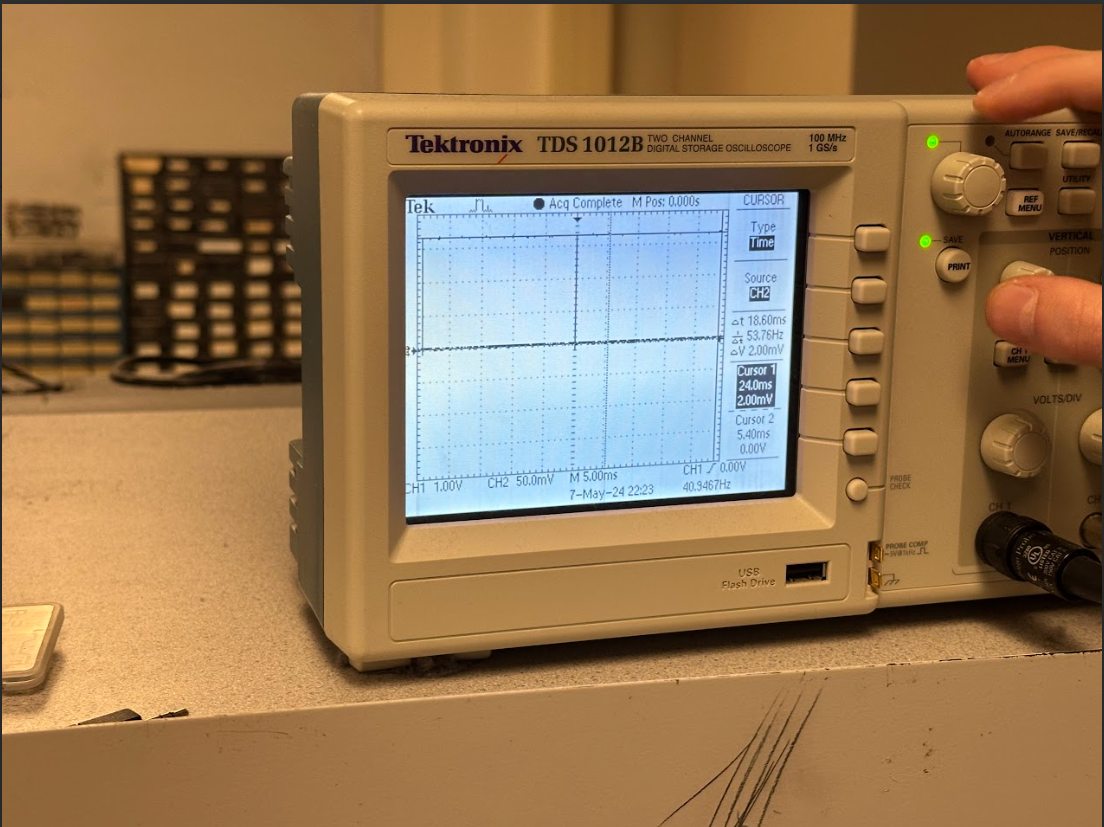 Tektronix TDS 1012B TWO CHANNEL DIGITAL STORAGE OSCILLOSCOPE 100 MHz 1 GS/s
Tek Acq Complete M Pos: 0.000s CURSOR
Type
Time
Source
CH2
Δt 18.60ms
1/Δt 53.76Hz
ΔV 2.00mV
Cursor 1
24.0ms
2.00mV
Cursor 2
5.40ms
0.00V
CH1 1.00V CH2 50.0mV M 5.00ms CH1 0.00V
7-May-24 22:23 40.9467Hz
USB
Flash Drive
AUTORANGE
UTILITY
REF
MENU
SAVE
PRINT
VERTICAL
POSITION
CH 1
MENU
VOLTS/DIV
PROBE
CHECK
CH 1
PROBE COMP